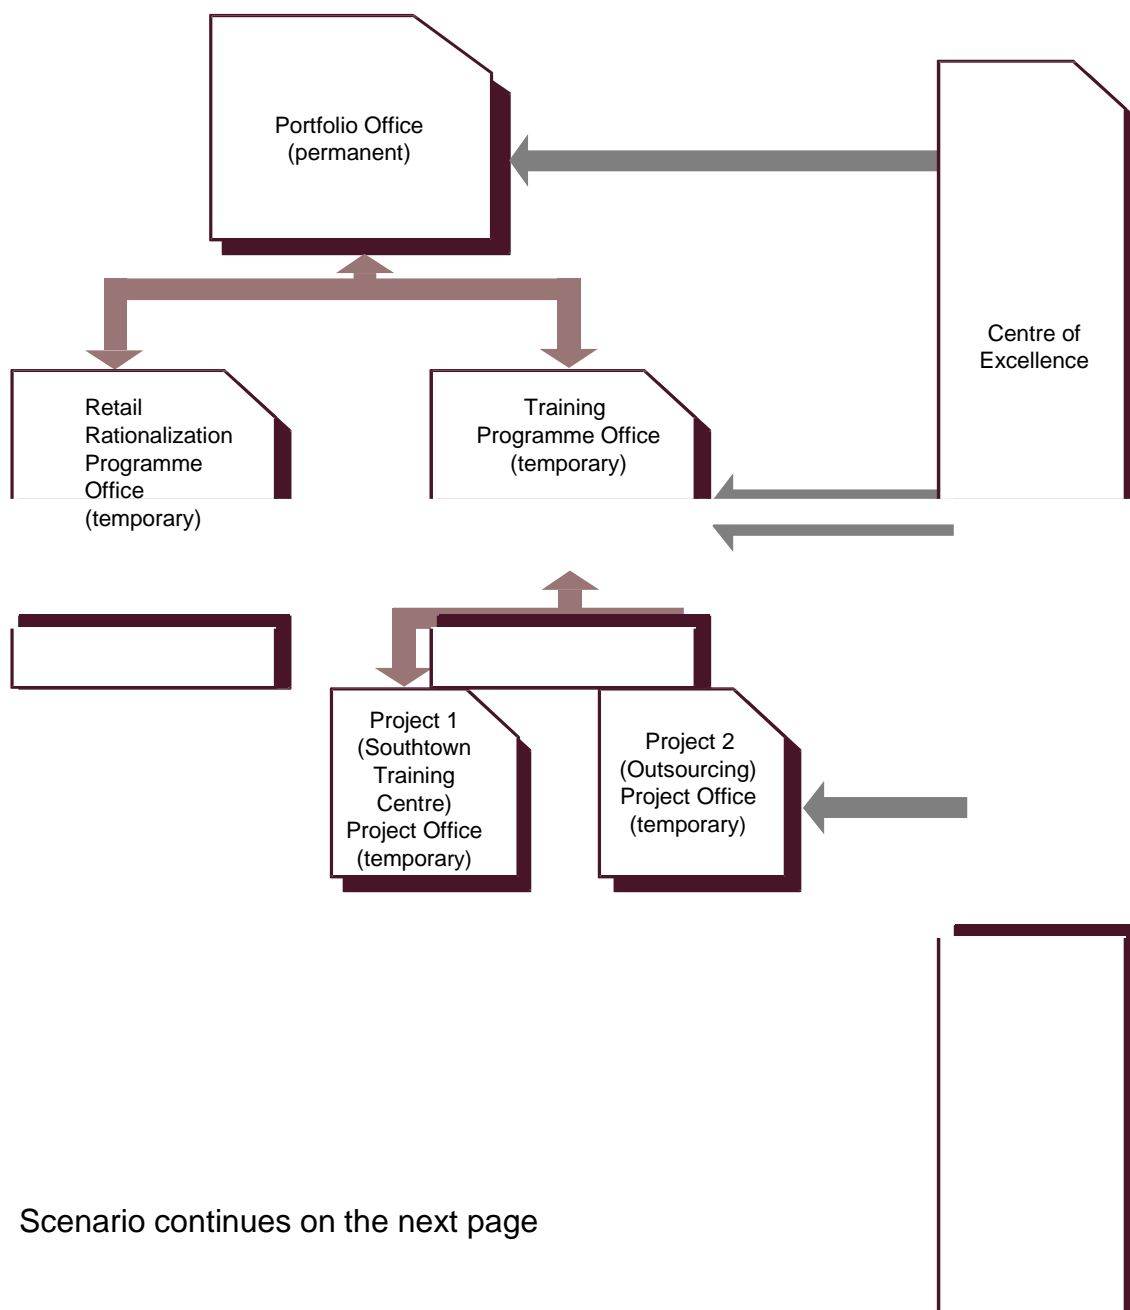 Portfolio Office
(permanent)
Centre of
Excellence
Retail
Rationalization
Programme
Office
(temporary)
Training
Programme Office
(temporary)
Project 1
(Southtown
Training
Centre)
Project Office
(temporary)
Project 2
(Outsourcing)
Project Office
(temporary)
Scenario continues on the next page